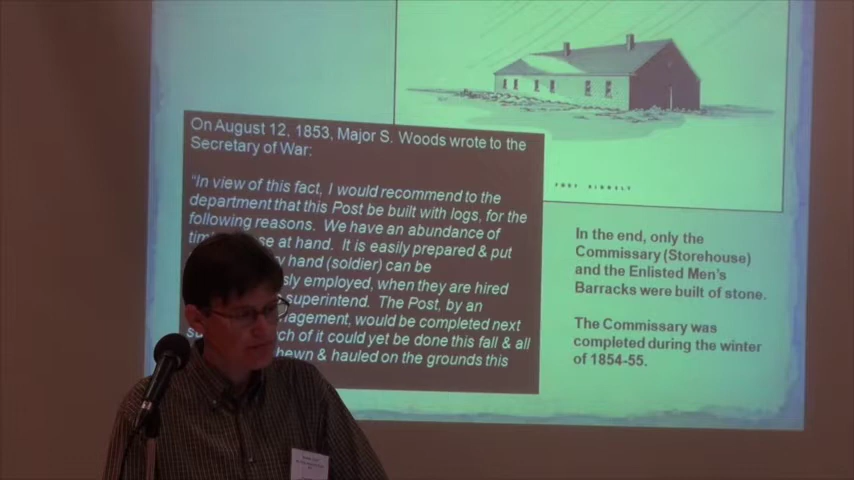 On August 12, 1853, Major S. Woods wrote to the
Secretary of War:
"In view of this fact, I would recommend to the
department that this Post be built with logs, for the
following reasons. We have an abundance of
at hand. It is easily prepared & put
hand (soldier) can be
employed, when they are hired
superintend. The Post, by an
would be completed next
of it could yet be done this fall & all
hewn & hauled on the grounds this
FORT RIDGELY
In the end, only the
Commissary (Storehouse)
and the Enlisted Men's
Barracks were built of stone.
The Commissary was
completed during the winter
of 1854-55.